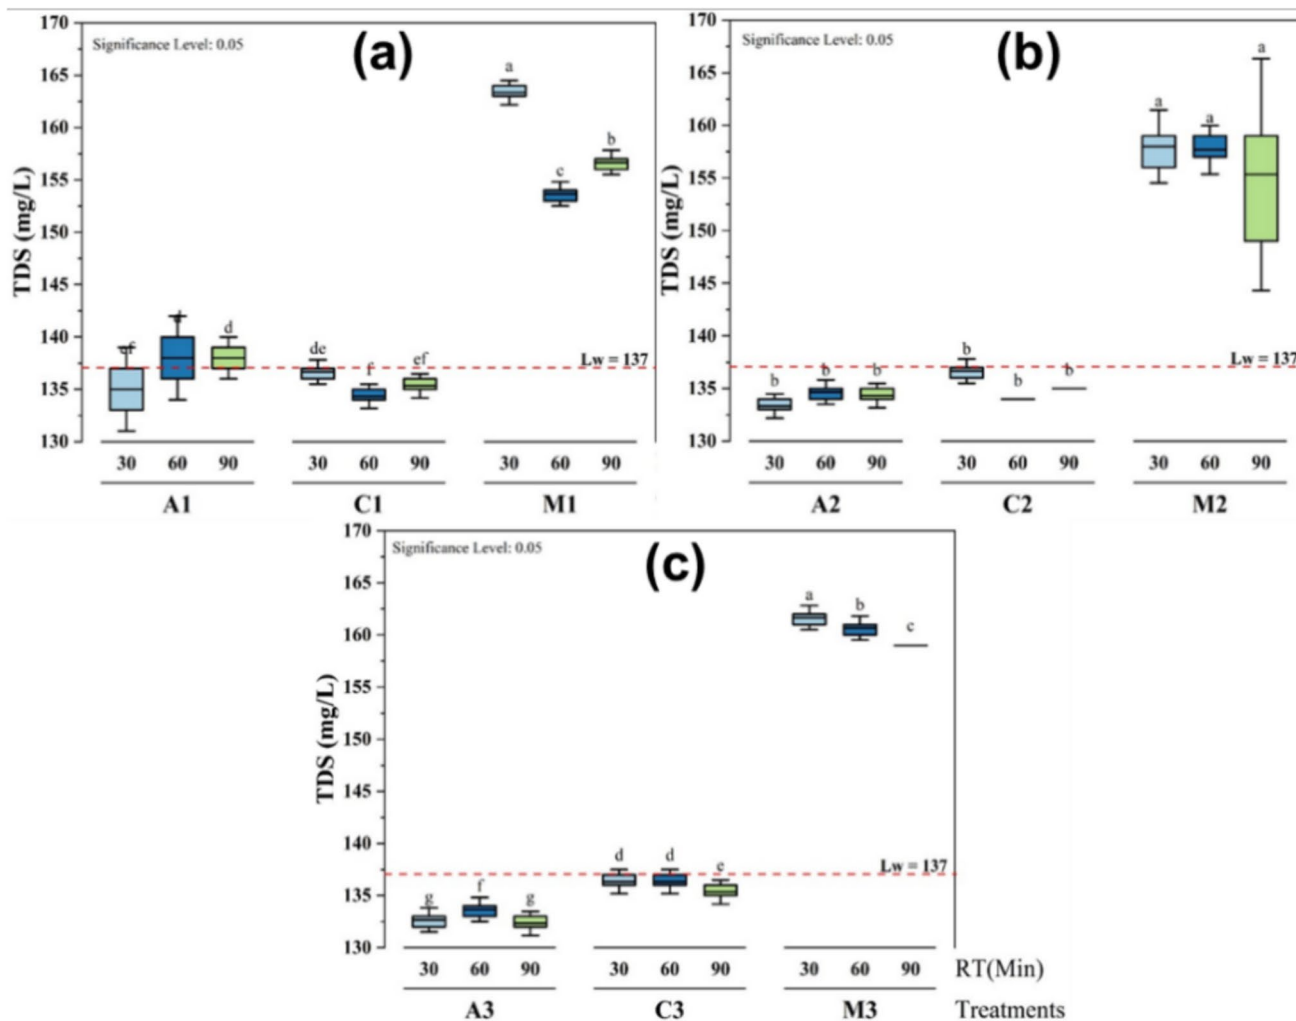 (a)
Significance Level: 0.05
TDS (mg/L)
170
165
160
155
150
145
140
135
130
ef
d
d
de
f
ef
a
c
b
Lw = 137
30 60 90 30 60 90 30 60 90
A1 C1 M1
(b)
Significance Level: 0.05
TDS (mg/L)
170
165
160
155
150
145
140
135
130
b
b
b
b
b
b
a
a
a
Lw = 137
30 60 90 30 60 90 30 60 90
A2 C2 M2
(c)
Significance Level: 0.05
TDS (mg/L)
170
165
160
155
150
145
140
135
130
g
f
g
d
d
e
a
b
c
Lw = 137
30 60 90 30 60 90 30 60 90 RT(Min)
A3 C3 M3 Treatments